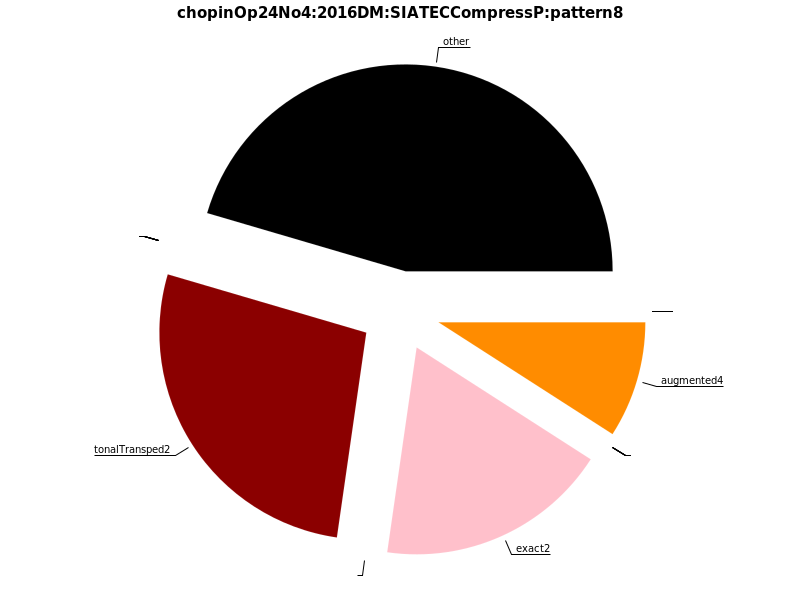 chopinOp24No4:2016DM:SIATECCompressP:pattern8
other
augmented4
tonalTransped2
exact2